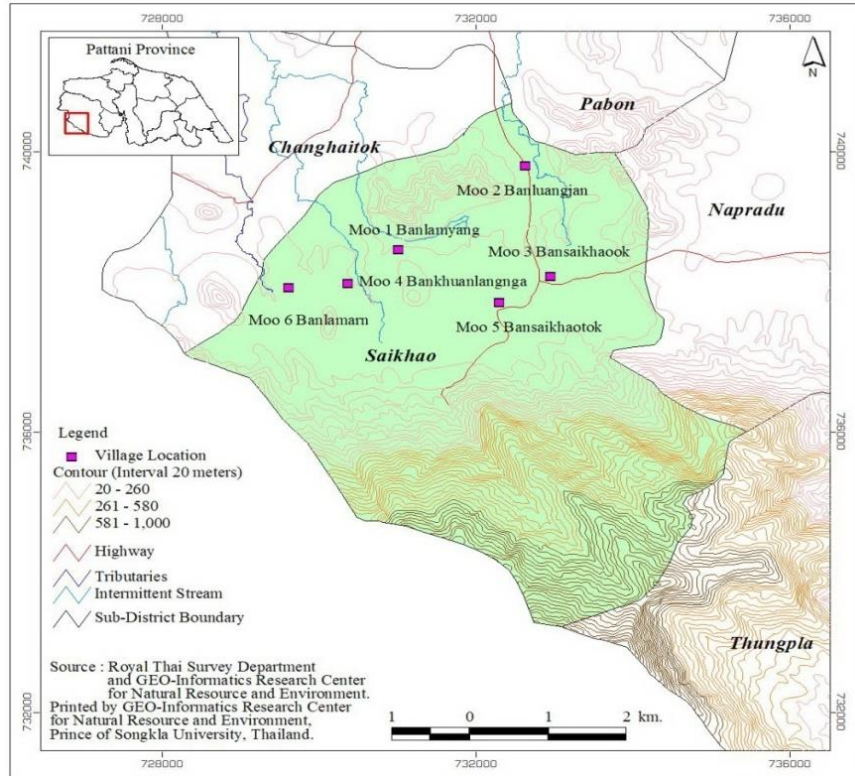 728000
732000
736000
Pattani Province
N
Pabon
Changhaitok
740000
740000
Moo 2 Banluangjan
Napradu
Moo 1 Banlamyang
Moo 3 Bansaikhaook
Moo 4 Bankhuanlangnga
Moo 6 Banlamarn
Moo 5 Bansaikhaotok
Saikhao
736000
736000
Legend
Village Location
Contour (Interval 20 meters)
20 - 260
261 - 580
581 - 1,000
Highway
Tributaries
Intermittent Stream
Sub-District Boundary
Thungpla
Source : Royal Thai Survey Department
and GEO-Informatics Research Center
for Natural Resource and Environment.
Printed by GEO-Informatics Research Center
for Natural Resource and Environment,
Prince of Songkla University, Thailand.
1 0 1 2 km.
732000
732000
728000
732000
736000